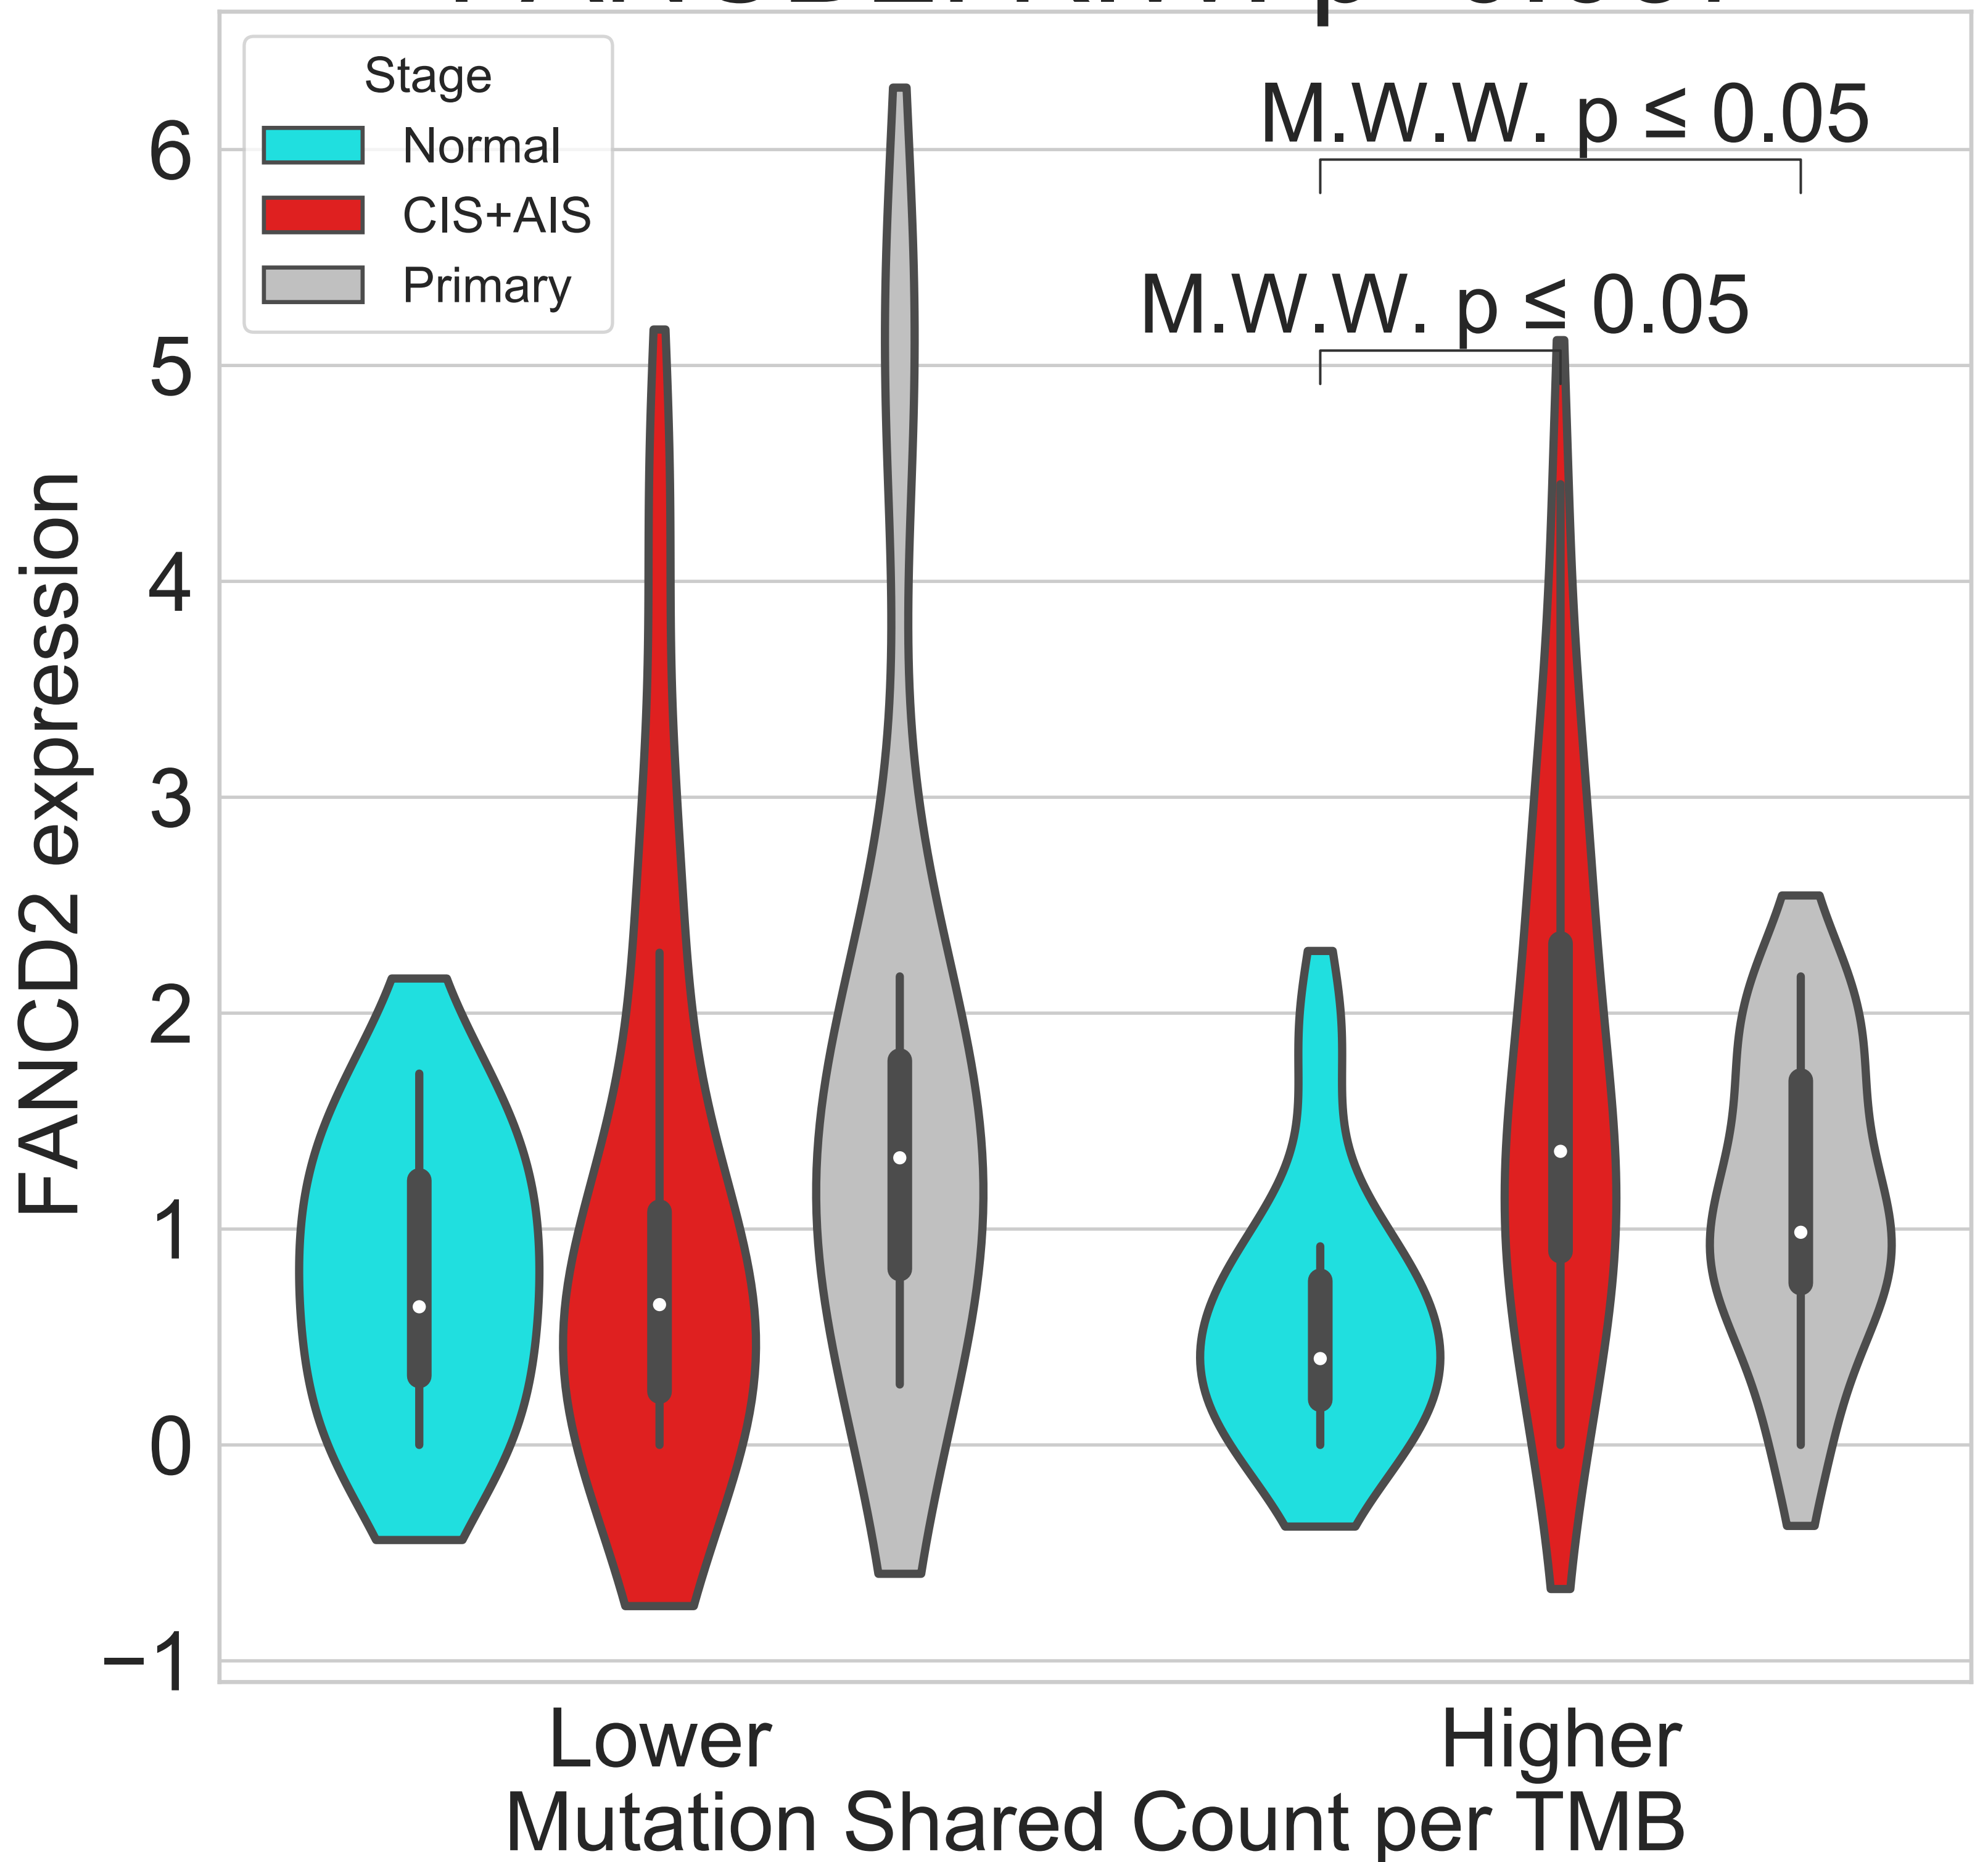 Stage
Normal
CIS+AIS
Primary
M.W.W. p ≤ 0.05
M.W.W. p ≤ 0.05
6
5
4
3
2
1
0
−1
FANCD2 expression
Lower
Higher
Mutation Shared Count per TMB